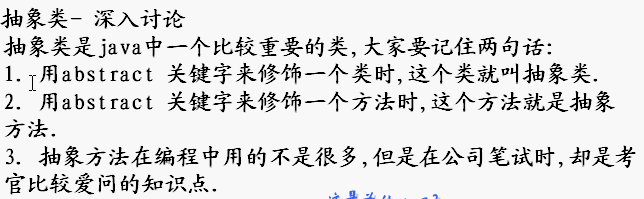 抽象类- 深入讨论
抽象类是java中一个比较重要的类,大家要记住两句话:
1. 用abstract 关键字来修饰一个类时,这个类就叫抽象类.
2. 用abstract 关键字来修饰一个方法时,这个方法就是抽象
方法.
3. 抽象方法在编程中用的不是很多,但是在公司笔试时,却是考
官比较爱问的知识点.